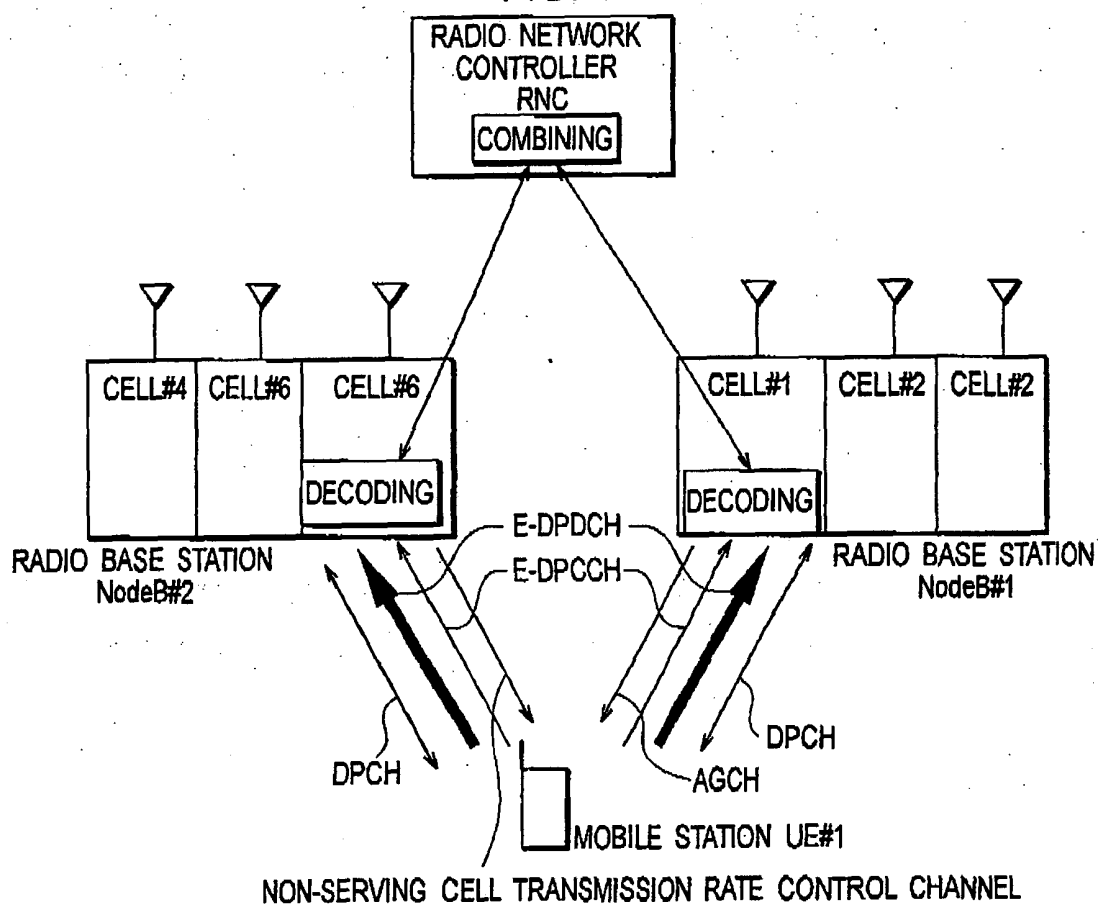 RADIO NETWORK
CONTROLLER
RNC
COMBINING
CELL#4
CELL#6
CELL#6
CELL#1
CELL#2
CELL#2
DECODING
DECODING
RADIO BASE STATION
NodeB#2
E-DPDCH
E-DPCCH
RADIO BASE STATION
NodeB#1
DPCH
DPCH
AGCH
MOBILE STATION UE#1
NON-SERVING CELL TRANSMISSION RATE CONTROL CHANNEL